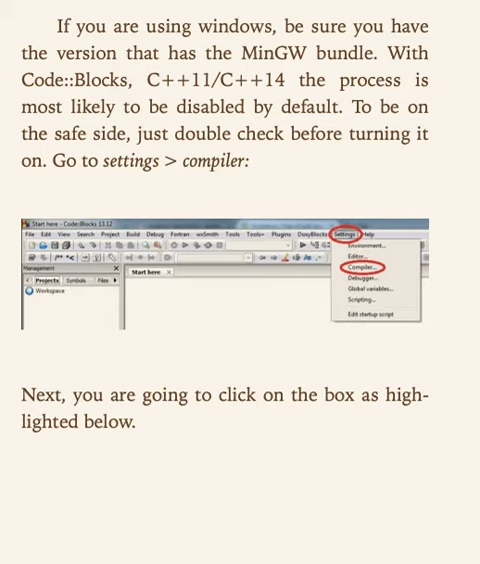 If you are using windows, be sure you have
the version that has the MinGW bundle. With
Code::Blocks, C++11/C++14 the process is
most likely to be disabled by default. To be on
the safe side, just double check before turning it
on. Go to settings > compiler:
Start here - Code::Blocks 13.12
File Edit View Search Project Build Debug Fortran wxSmith Tools Tools+ Plugins DoxyBlocks Settings Help
Environment...
Editor...
Compiler...
Debugger...
Global variables...
Scripting...
Edit startup script
Management
Start here
Projects Symbols Files
Workspace
Next, you are going to click on the box as high-
lighted below.